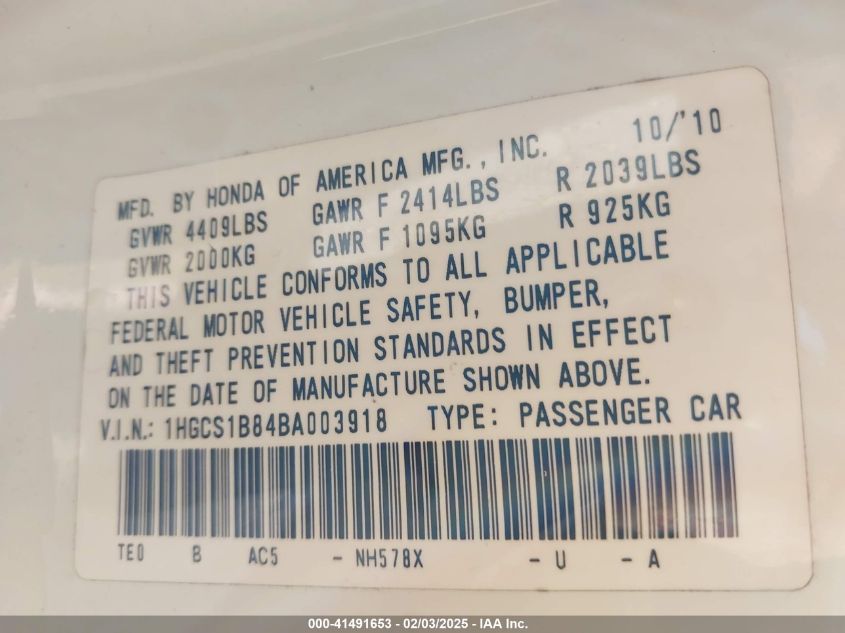 MFD. BY HONDA OF AMERICA MFG., INC. 10/'10
GVWR 4409LBS GAWR F 2414LBS R 2039LBS
GVWR 2000KG GAWR F 1095KG R 925KG
THIS VEHICLE CONFORMS TO ALL APPLICABLE
FEDERAL MOTOR VEHICLE SAFETY, BUMPER,
AND THEFT PREVENTION STANDARDS IN EFFECT
ON THE DATE OF MANUFACTURE SHOWN ABOVE.
V.I.N.: 1HGCS1B84BA003918 TYPE: PASSENGER CAR
TE0 B AC5 - NH578X - U - A
000-41491653 - 02/03/2025 - IAA Inc.